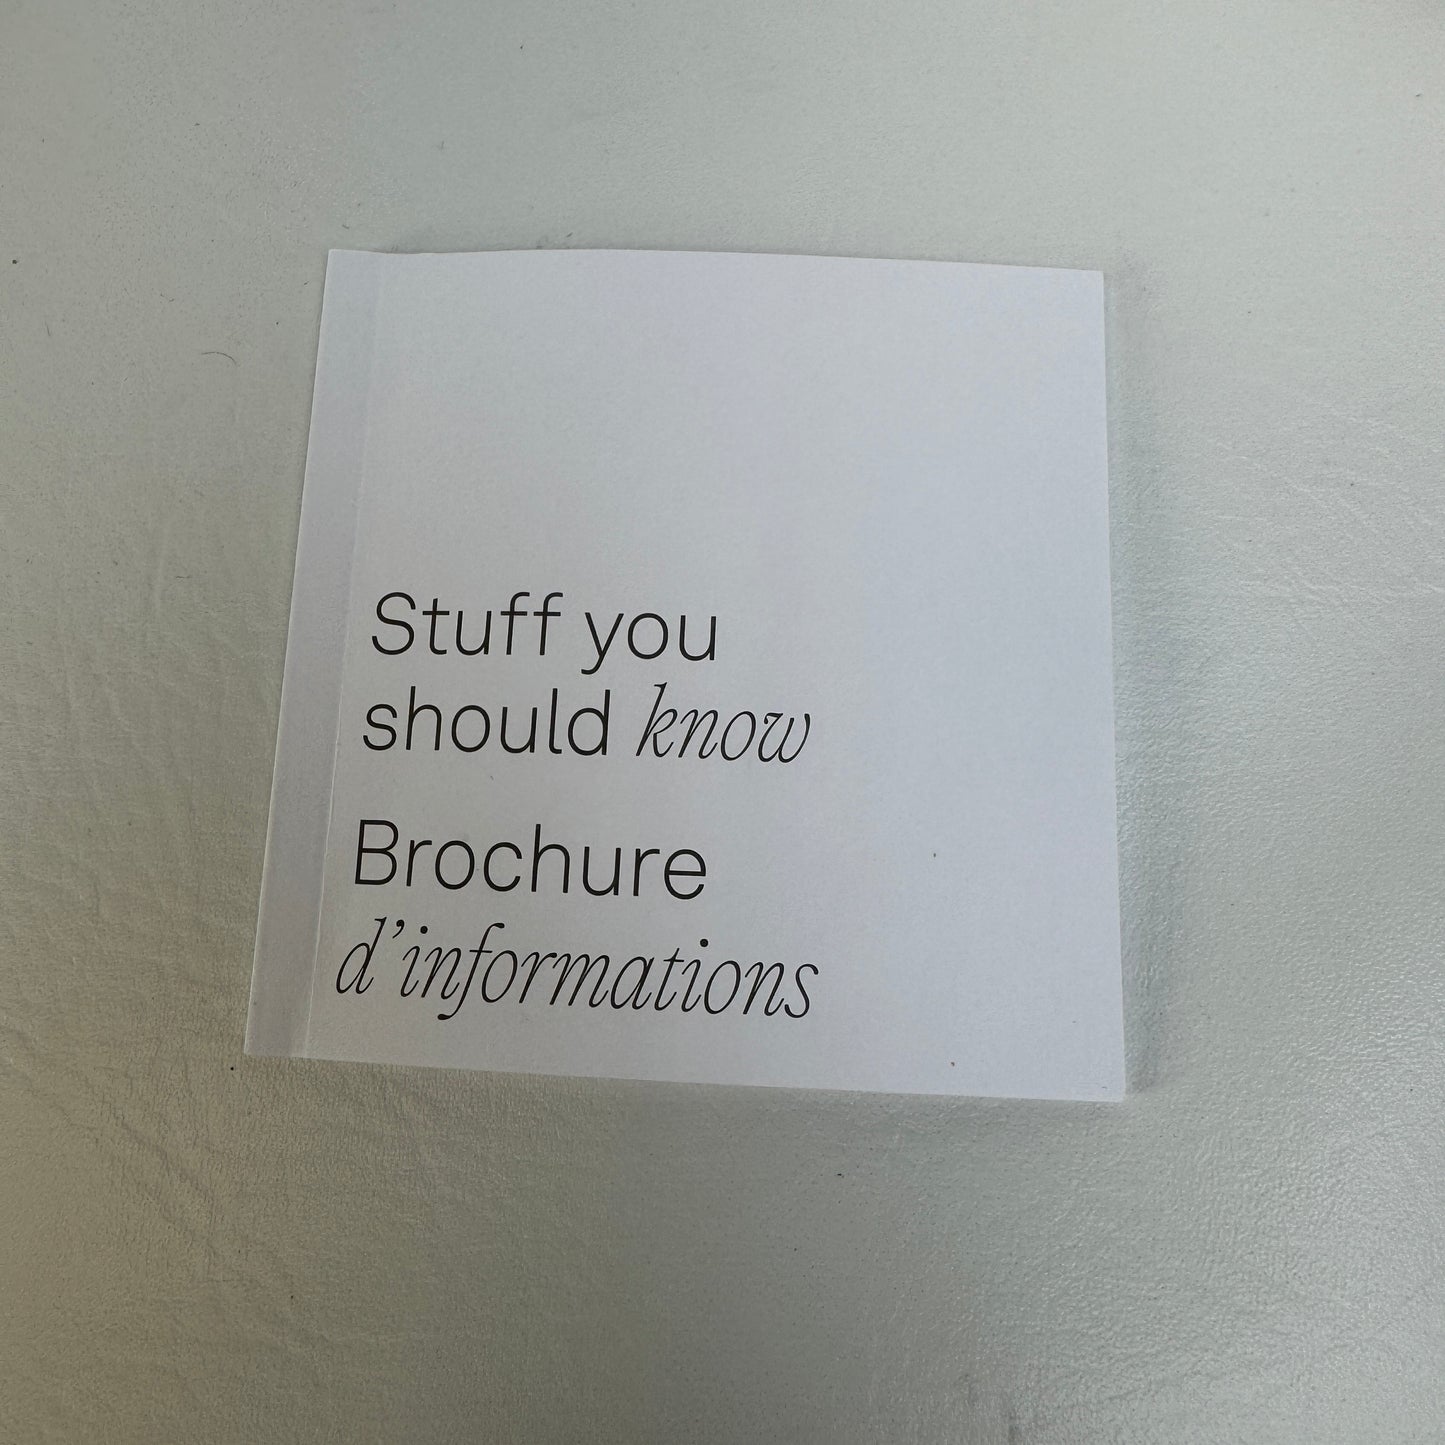 Stuff you
should know
Brochure
d’informations